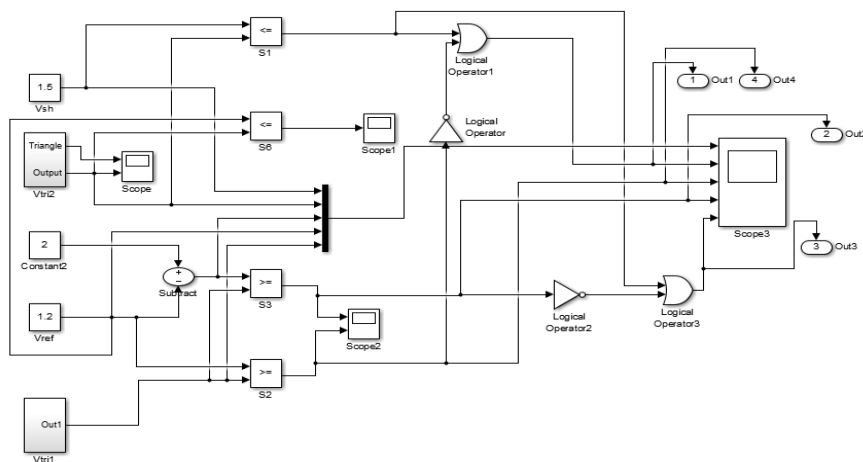 <=
S1
Logical
Operator1
1
Out1
4
Out4
1.5
Vsh
<=
S6
Scope1
Logical
Operator
2
Triangle
Output
Vtri2
Scope
Scope3
2
Constant2
+
−
Subtract
>=
S3
Scope2
Logical
Operator2
Logical
Operator3
3
Out3
1.2
Vref
>=
S2
Out1
Vtri1